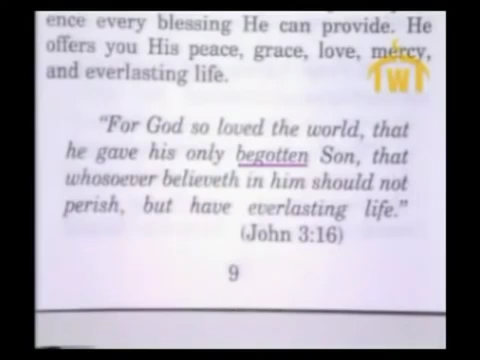 ence every blessing He can provide. He
offers you His peace, grace, love, mercy,
and everlasting life.
W
"For God so loved the world, that
he gave his only begotten Son, that
whosoever believeth in him should not
perish, but have everlasting life."
(John 3:16)
9